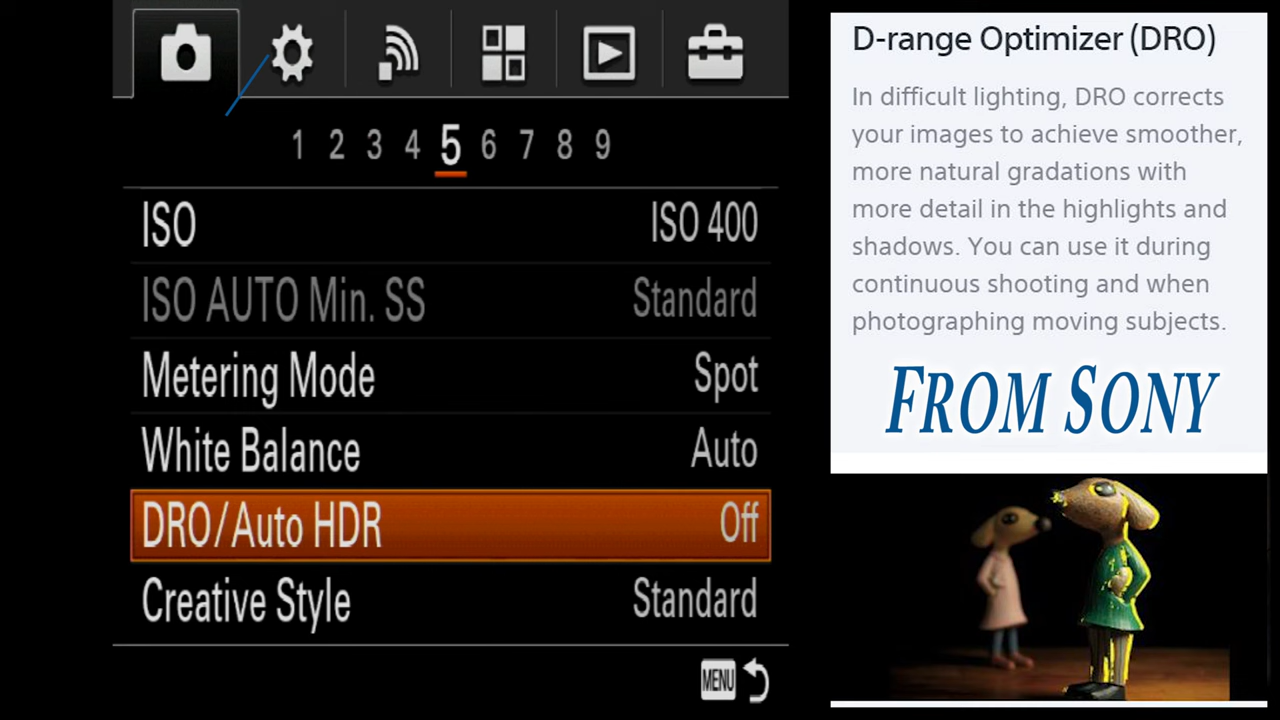 1 2 3 4 5 6 7 8 9
ISO ISO 400
ISO AUTO Min. SS Standard
Metering Mode Spot
White Balance Auto
DRO/Auto HDR Off
Creative Style Standard
MENU
D-range Optimizer (DRO)
In difficult lighting, DRO corrects
your images to achieve smoother,
more natural gradations with
more detail in the highlights and
shadows. You can use it during
continuous shooting and when
photographing moving subjects.
FROM SONY